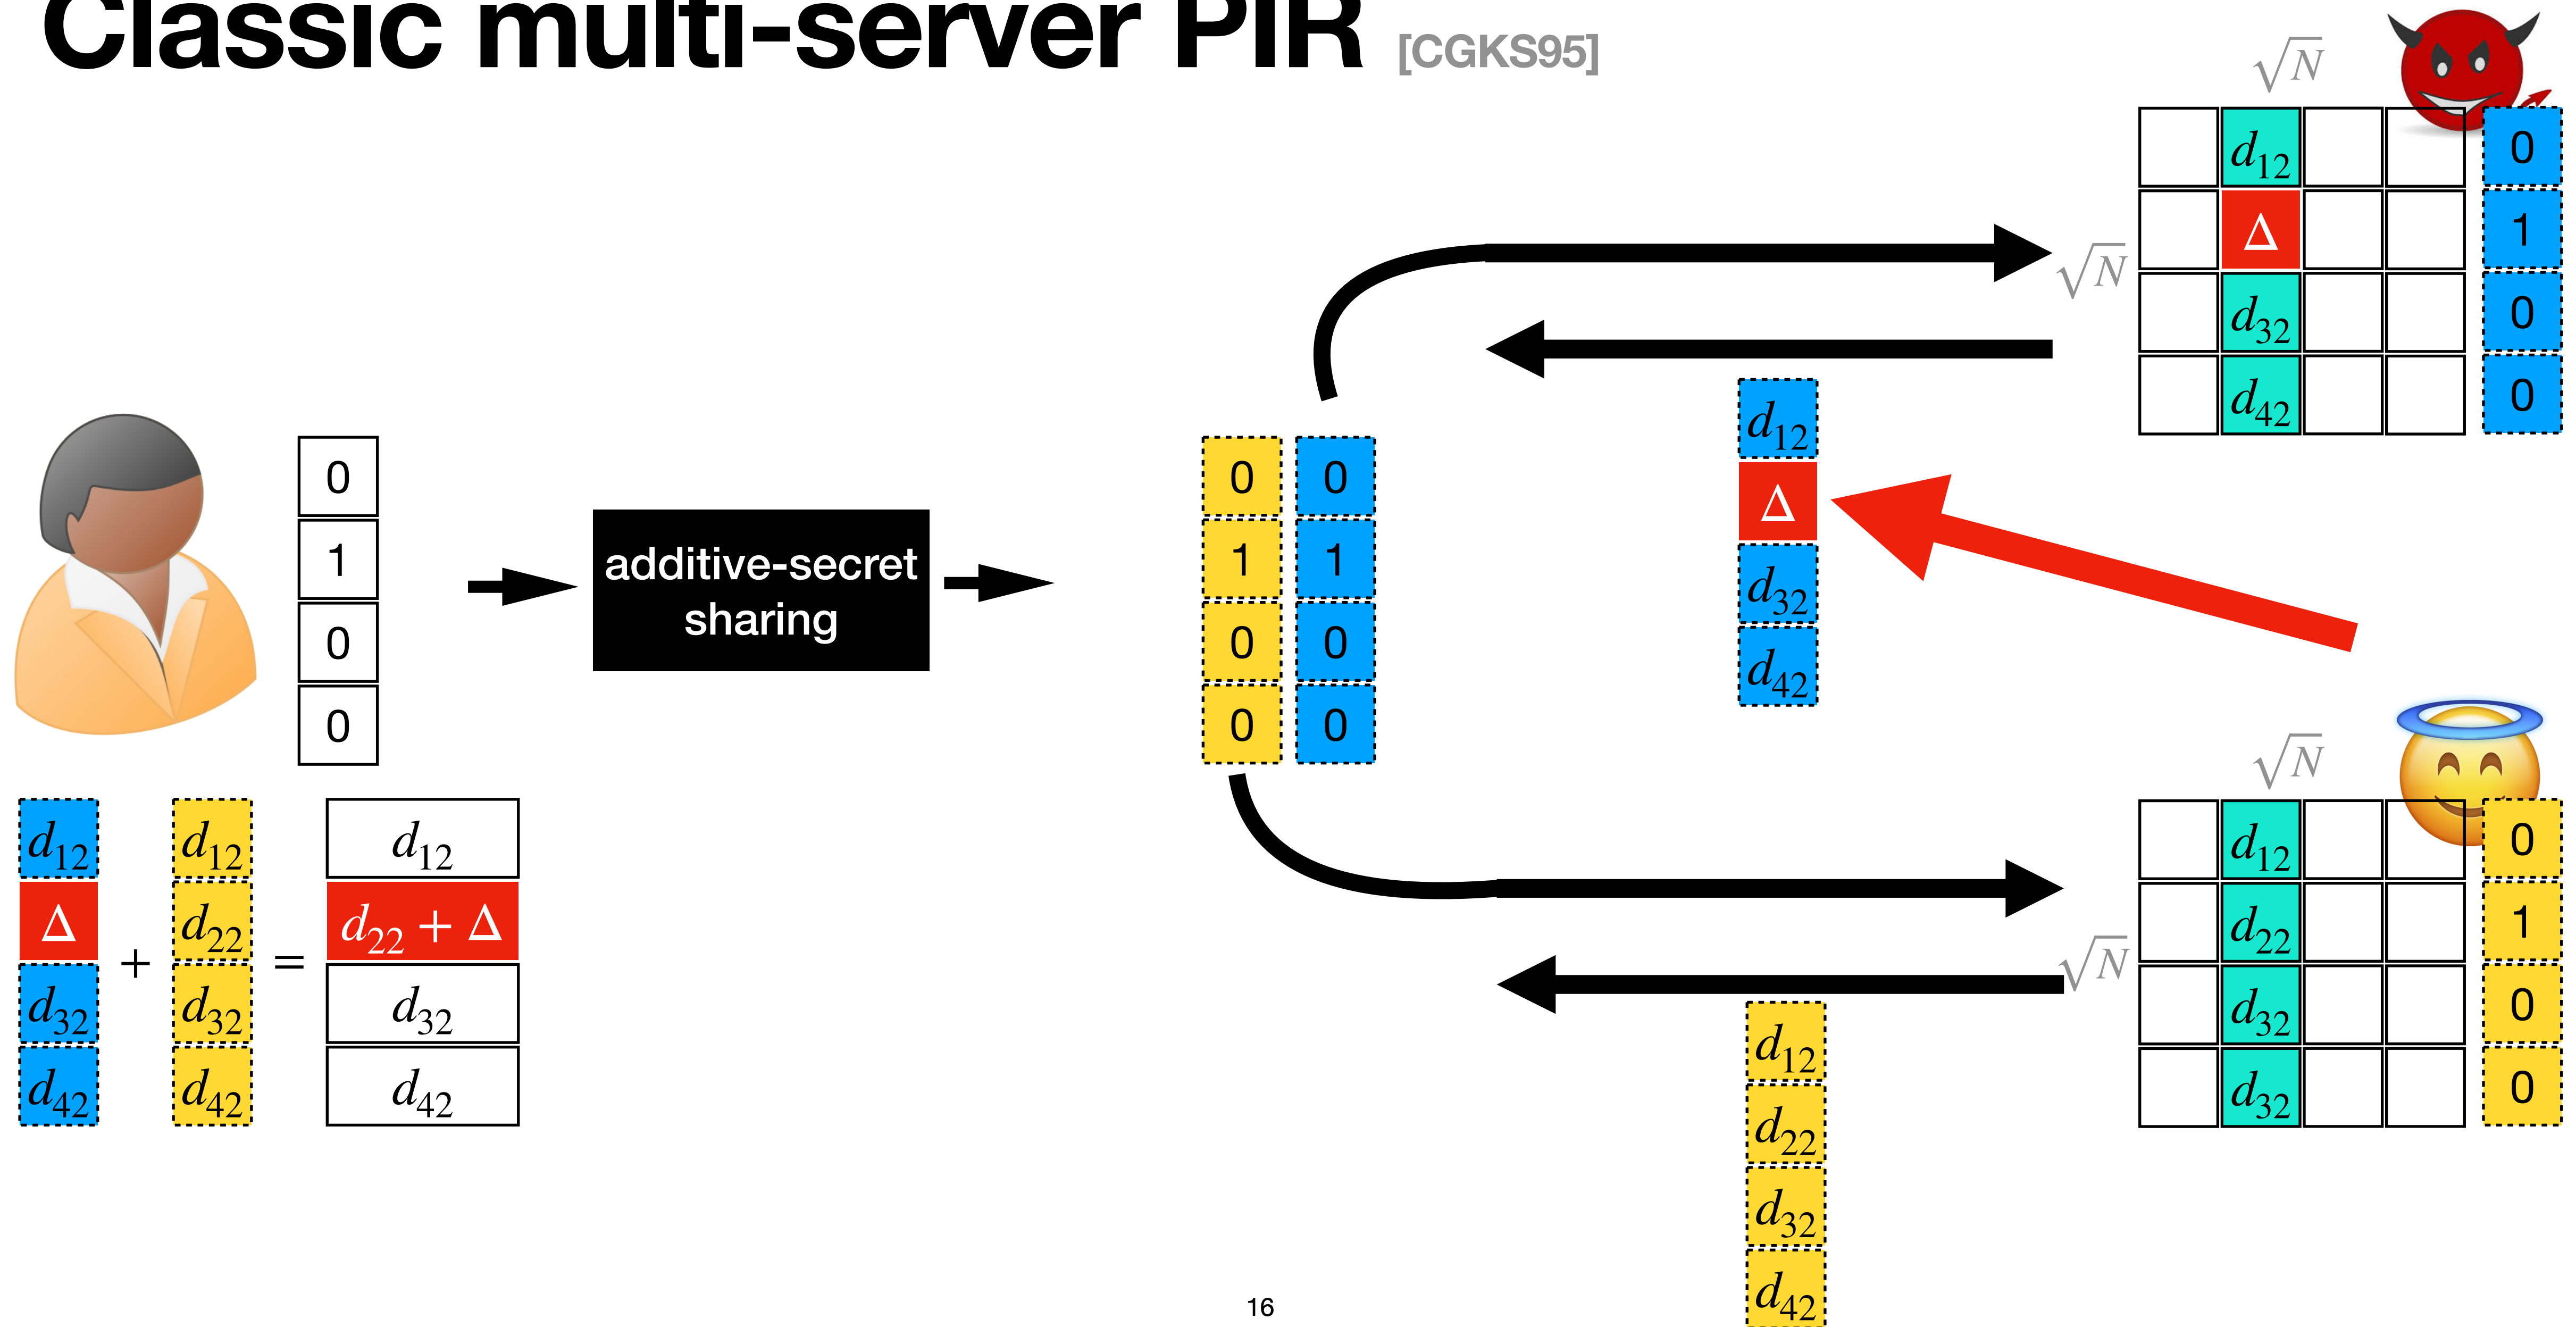 Classic multi-server PIR [CGKS95]
√N
d12
Δ
d32
d42
√N
0
1
0
0
0
1
0
0
additive-secret
sharing
0
1
0
0
0
1
0
0
d12
Δ
d32
d42
d12
Δ
d32
d42
+
d12
d22
d32
d42
=
d12
d22 + Δ
d32
d42
√N
d12
d22
d32
d32
√N
0
1
0
0
d12
d22
d32
d42
16